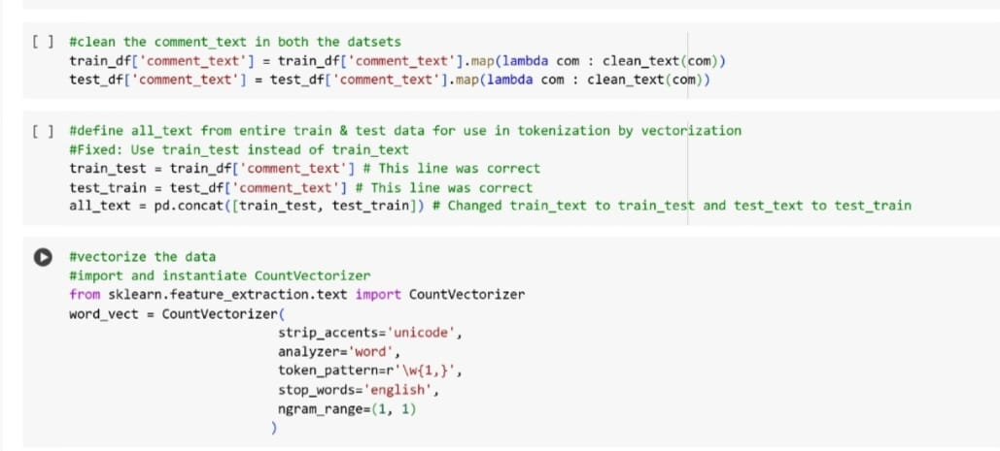 [ ] #clean the comment_text in both the datsets
train_df['comment_text'] = train_df['comment_text'].map(lambda com : clean_text(com))
test_df['comment_text'] = test_df['comment_text'].map(lambda com : clean_text(com))
[ ] #define all_text from entire train & test data for use in tokenization by vectorization
#Fixed: Use train_test instead of train_text
train_test = train_df['comment_text'] # This line was correct
test_train = test_df['comment_text'] # This line was correct
all_text = pd.concat([train_test, test_train]) # Changed train_text to train_test and test_text to test_train
#vectorize the data
#import and instantiate CountVectorizer
from sklearn.feature_extraction.text import CountVectorizer
word_vect = CountVectorizer(
strip_accents='unicode',
analyzer='word',
token_pattern=r'\w{1,}',
stop_words='english',
ngram_range=(1, 1)
)